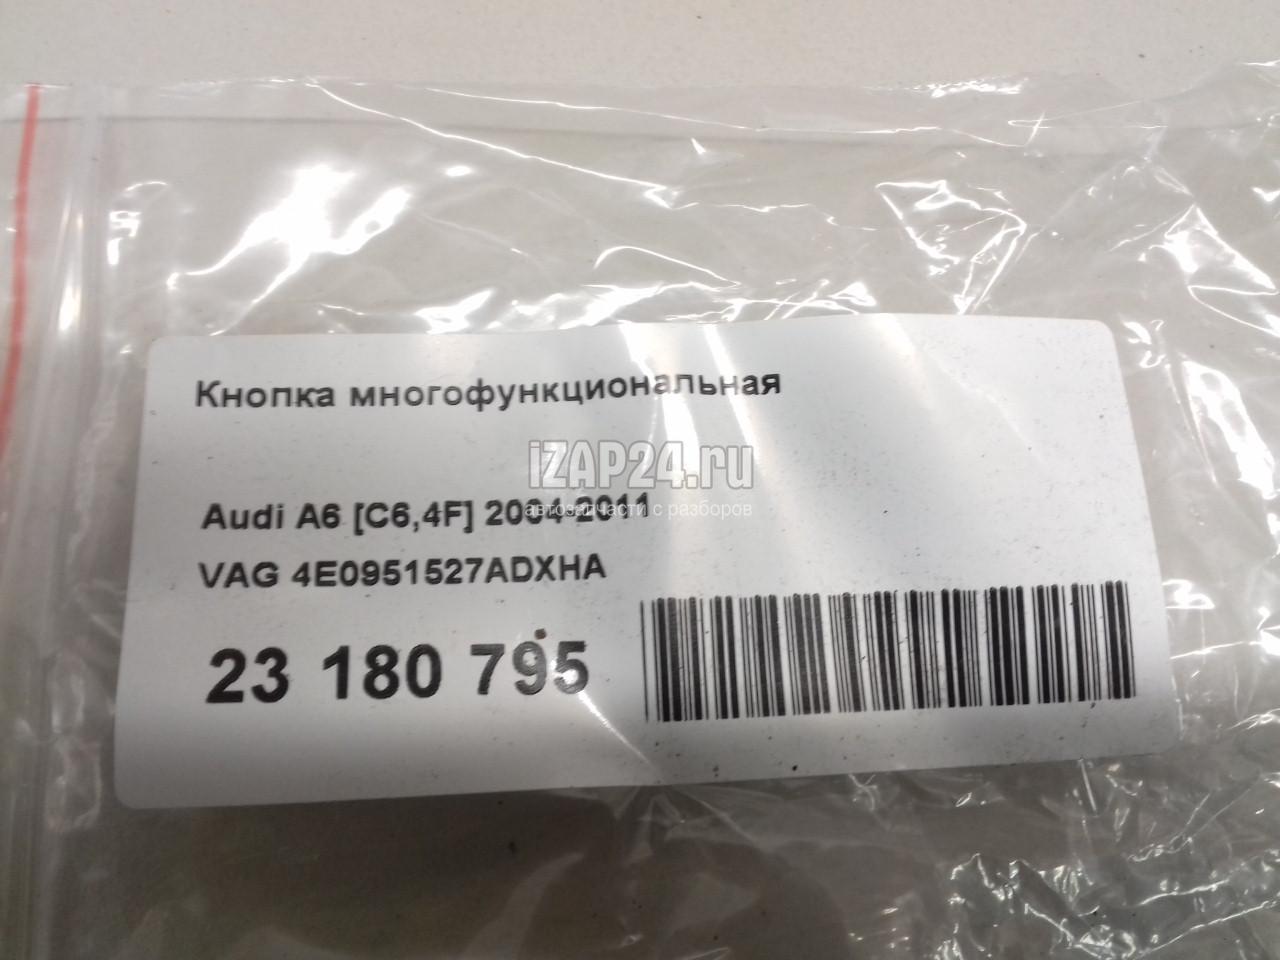 Кнопка многофункциональная
iZAP24.ru
Audi A6 [C6,4F] 2004-2011
автозапчасти с разборов
VAG 4E0951527ADXHA
23 180 795